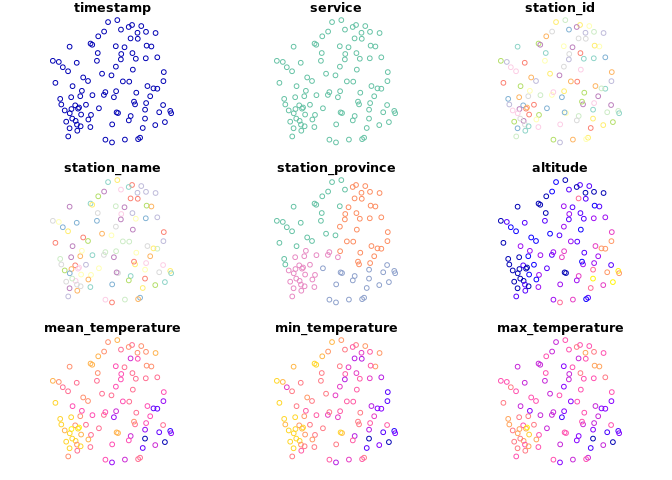 timestamp
service
station_id
station_name
station_province
altitude
mean_temperature
min_temperature
max_temperature